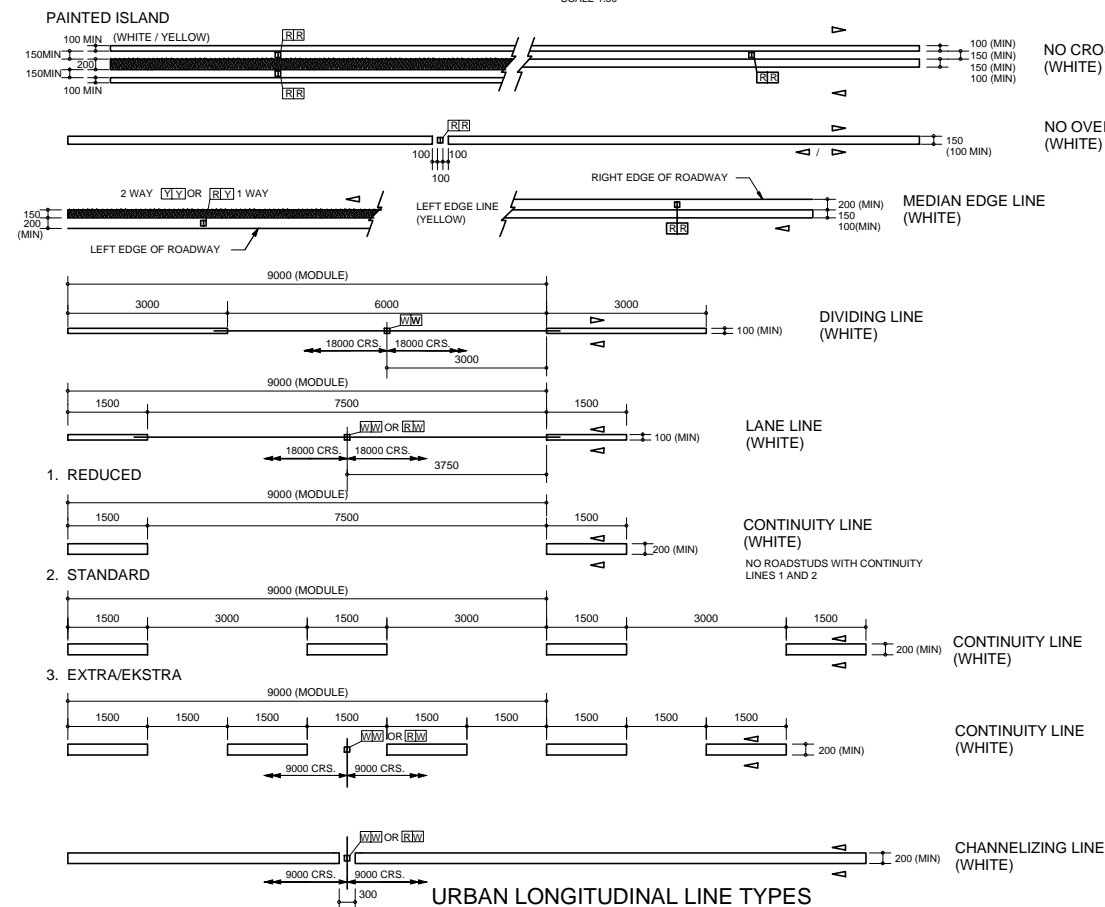 PAINTED ISLAND
(WHITE / YELLOW)
100 MIN
150MIN
200
150MIN
100 MIN
R R
R R
R R
100 (MIN)
150 (MIN)
150 (MIN)
100 (MIN)
NO CRO
(WHITE)
R R
100 100
100
/
150
(100 MIN)
NO OVE
(WHITE)
2 WAY Y Y OR R Y 1 WAY
150
200
(MIN)
LEFT EDGE OF ROADWAY
LEFT EDGE LINE
(YELLOW)
RIGHT EDGE OF ROADWAY
R R
200 (MIN)
150
100(MIN)
MEDIAN EDGE LINE
(WHITE)
9000 (MODULE)
3000 6000 3000
W W
18000 CRS. 18000 CRS.
3000
100 (MIN)
DIVIDING LINE
(WHITE)
9000 (MODULE)
1500 7500 1500
W W OR R W
18000 CRS. 18000 CRS.
3750
100 (MIN)
LANE LINE
(WHITE)
1. REDUCED
9000 (MODULE)
1500 7500 1500
200 (MIN)
CONTINUITY LINE
(WHITE)
NO ROADSTUDS WITH CONTINUITY
LINES 1 AND 2
2. STANDARD
9000 (MODULE)
1500 3000 1500 3000 1500 3000 1500
200 (MIN)
CONTINUITY LINE
(WHITE)
3. EXTRA/EKSTRA
9000 (MODULE)
1500 1500 1500 1500 1500 1500 1500 1500 1500
W W OR R W
9000 CRS. 9000 CRS.
200 (MIN)
CONTINUITY LINE
(WHITE)
W W OR R W
9000 CRS. 9000 CRS.
300
200 (MIN)
CHANNELIZING LINE
(WHITE)
URBAN LONGITUDINAL LINE TYPES